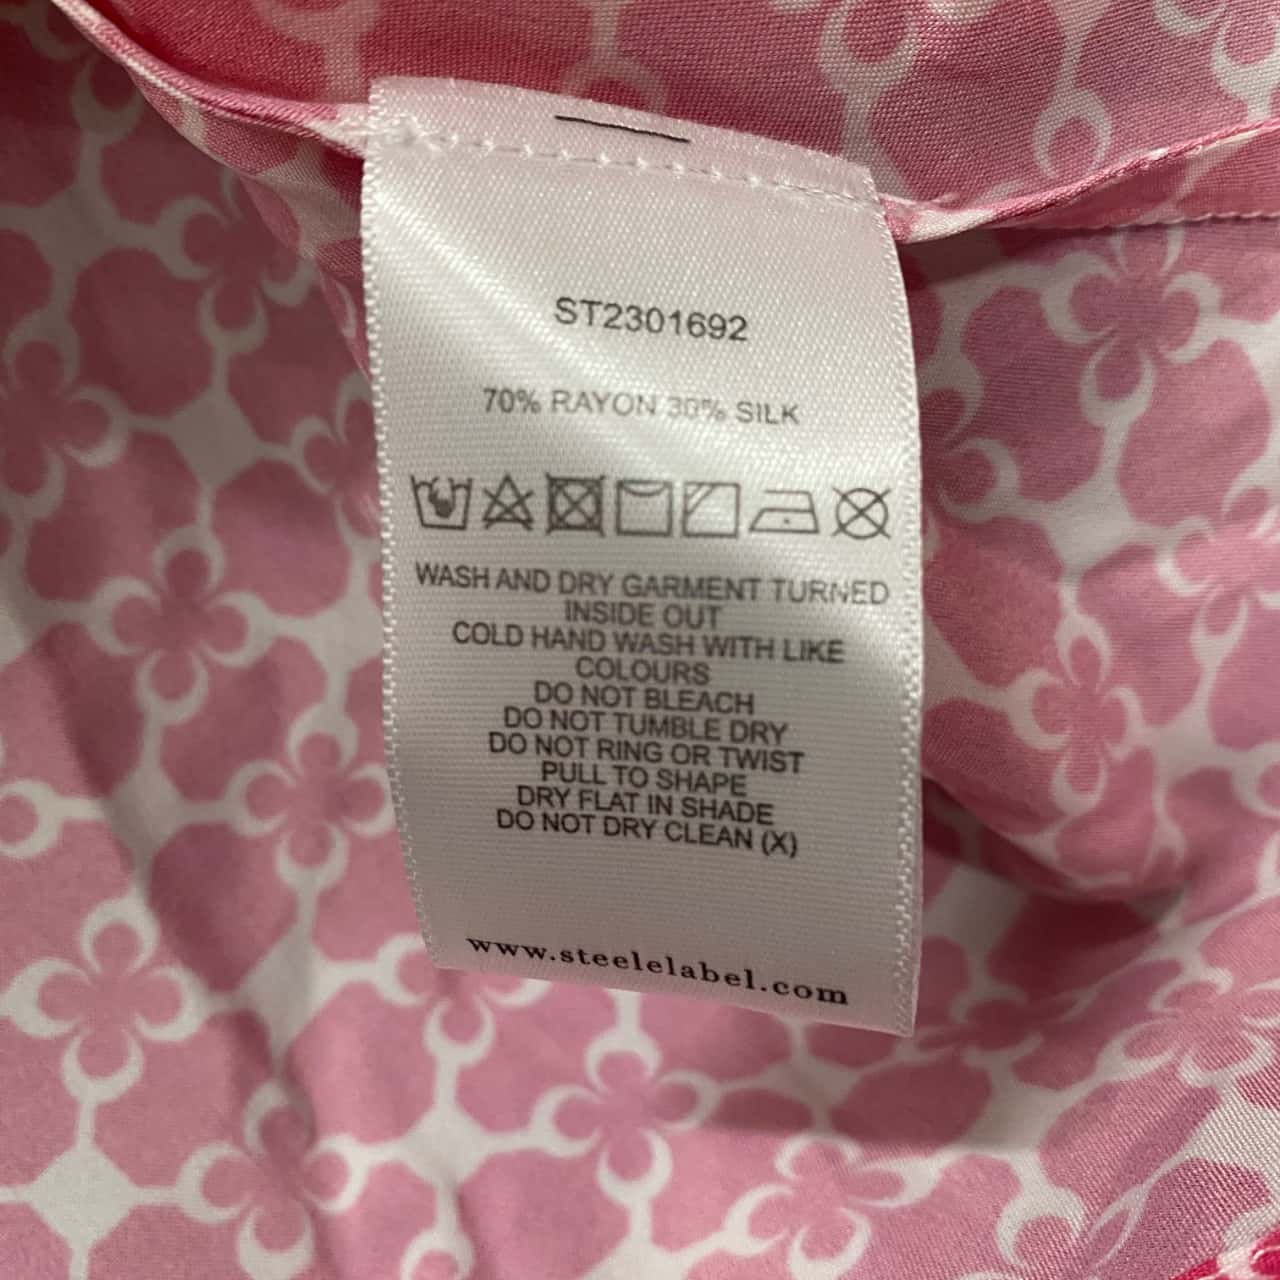 ST2301692
70% RAYON 30% SILK
WASH AND DRY GARMENT TURNED
INSIDE OUT
COLD HAND WASH WITH LIKE
COLOURS
DO NOT BLEACH
DO NOT TUMBLE DRY
DO NOT RING OR TWIST
PULL TO SHAPE
DRY FLAT IN SHADE
DO NOT DRY CLEAN (X)
www.steelelabel.com